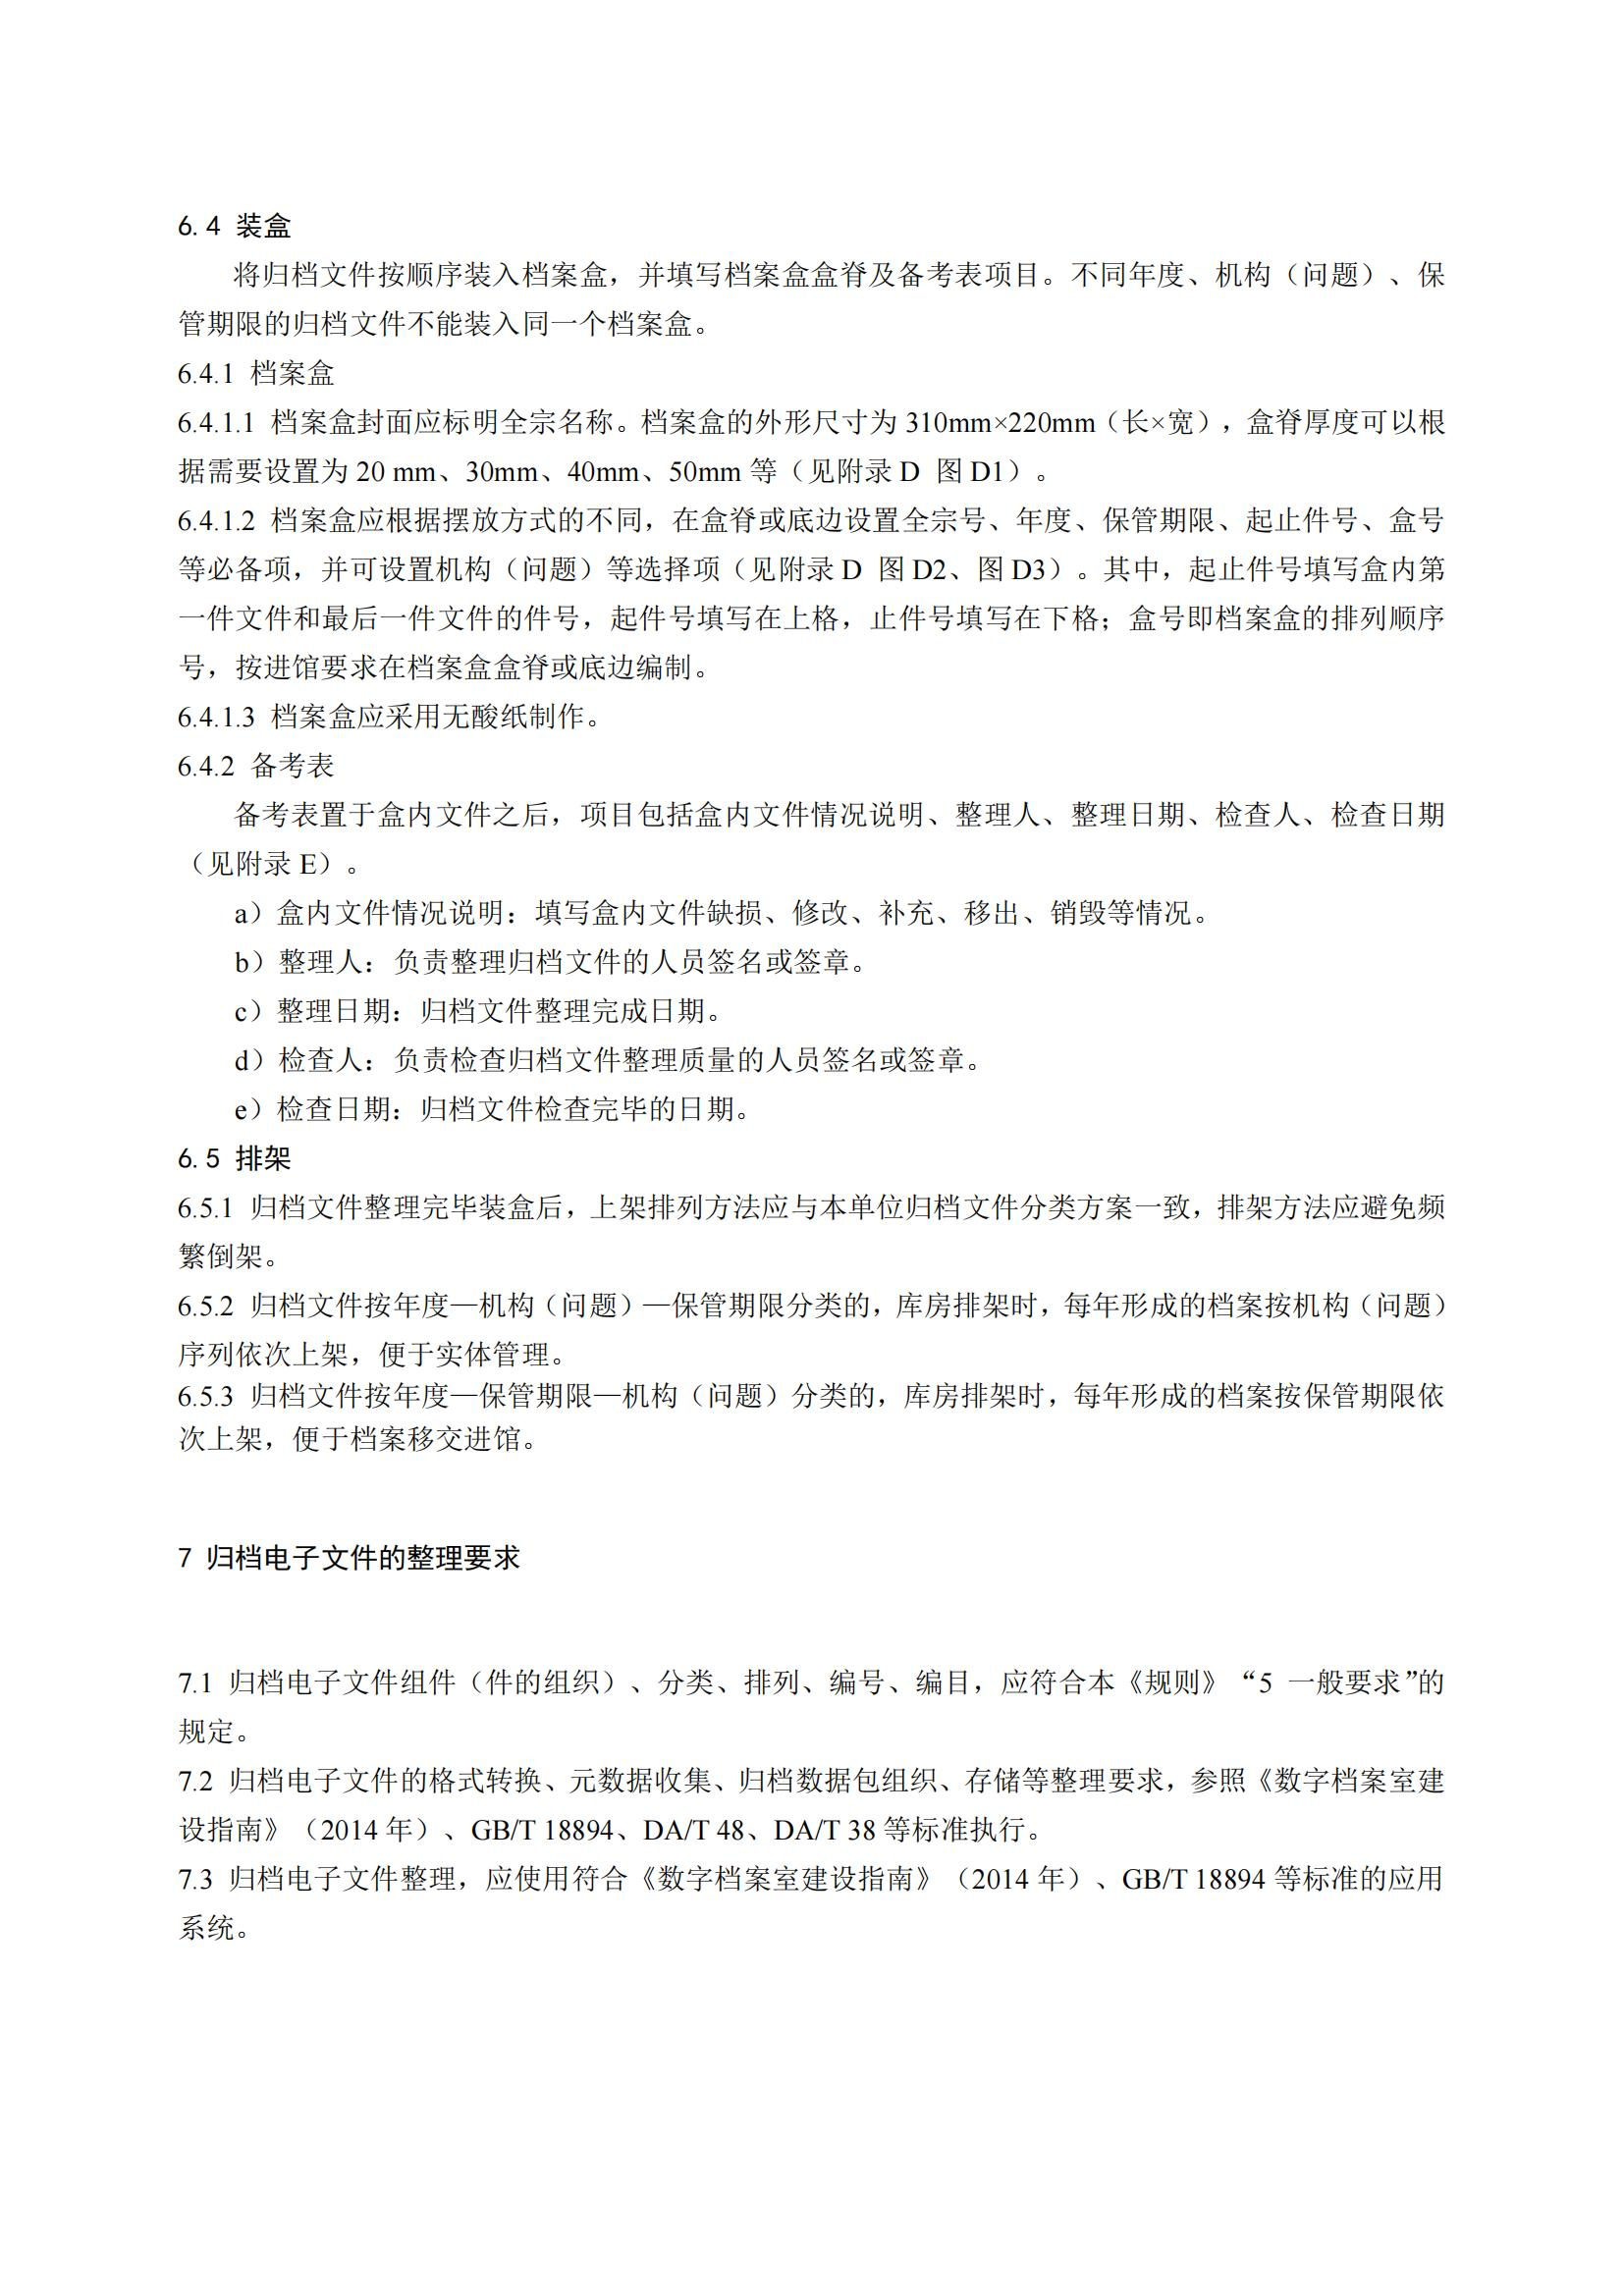 6.4 装盒
将归档文件按顺序装入档案盒，并填写档案盒盒脊及备考表项目。不同年度、机构（问题）、保
管期限的归档文件不能装入同一个档案盒。
6.4.1 档案盒
6.4.1.1 档案盒封面应标明全宗名称。档案盒的外形尺寸为 310mm×220mm（长×宽），盒脊厚度可以根
据需要设置为 20 mm、30mm、40mm、50mm 等（见附录 D 图 D1）。
6.4.1.2 档案盒应根据摆放方式的不同，在盒脊或底边设置全宗号、年度、保管期限、起止件号、盒号
等必备项，并可设置机构（问题）等选择项（见附录 D 图 D2、图 D3）。其中，起止件号填写盒内第
一件文件和最后一件文件的件号，起件号填写在上格，止件号填写在下格；盒号即档案盒的排列顺序
号，按进馆要求在档案盒盒脊或底边编制。
6.4.1.3 档案盒应采用无酸纸制作。
6.4.2 备考表
备考表置于盒内文件之后，项目包括盒内文件情况说明、整理人、整理日期、检查人、检查日期
（见附录 E）。
a）盒内文件情况说明：填写盒内文件缺损、修改、补充、移出、销毁等情况。
b）整理人：负责整理归档文件的人员签名或签章。
c）整理日期：归档文件整理完成日期。
d）检查人：负责检查归档文件整理质量的人员签名或签章。
e）检查日期：归档文件检查完毕的日期。
6.5 排架
6.5.1 归档文件整理完毕装盒后，上架排列方法应与本单位归档文件分类方案一致，排架方法应避免频
繁倒架。
6.5.2 归档文件按年度—机构（问题）—保管期限分类的，库房排架时，每年形成的档案按机构（问题）
序列依次上架，便于实体管理。
6.5.3 归档文件按年度—保管期限—机构（问题）分类的，库房排架时，每年形成的档案按保管期限依
次上架，便于档案移交进馆。
7 归档电子文件的整理要求
7.1 归档电子文件组件（件的组织）、分类、排列、编号、编目，应符合本《规则》“5 一般要求”的
规定。
7.2 归档电子文件的格式转换、元数据收集、归档数据包组织、存储等整理要求，参照《数字档案室建
设指南》（2014 年）、GB/T 18894、DA/T 48、DA/T 38 等标准执行。
7.3 归档电子文件整理，应使用符合《数字档案室建设指南》（2014 年）、GB/T 18894 等标准的应用
系统。